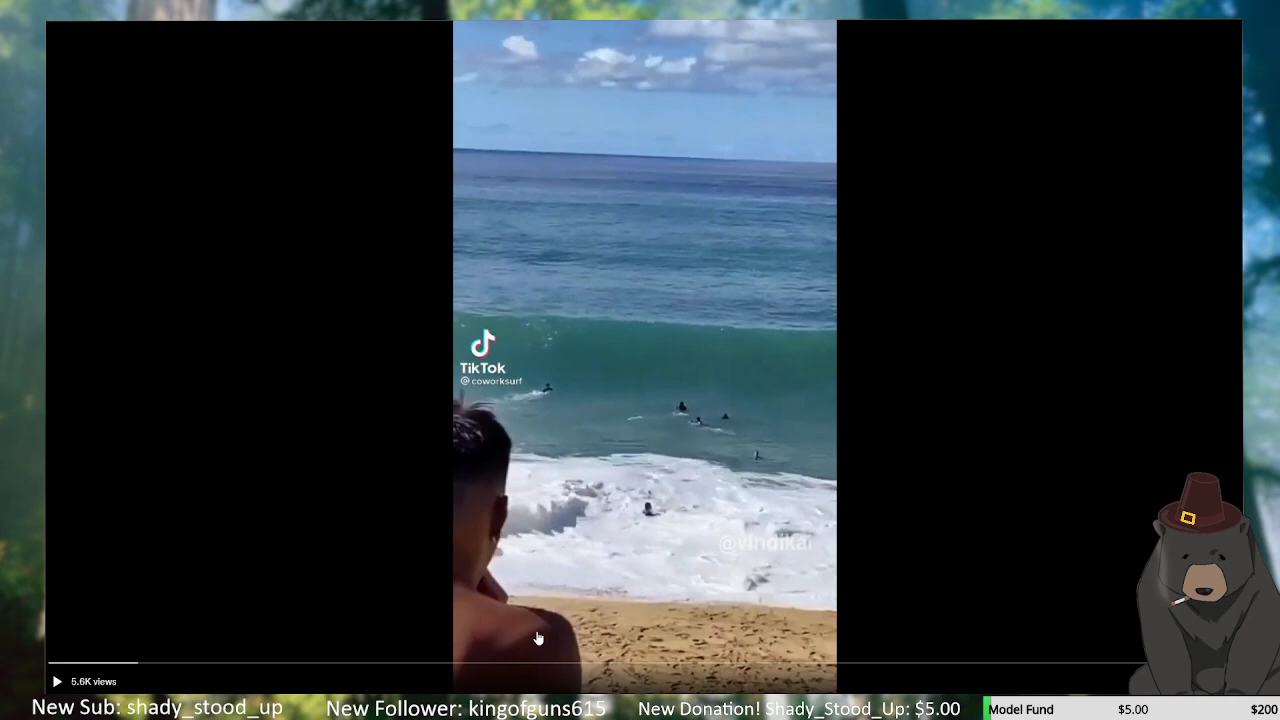 TikTok
@coworksurf
@vindikai
5.6K views
New Sub: shady_stood_up
New Follower: kingofguns615
New Donation! Shady_Stood_Up: $5.00
Model Fund $5.00 $200